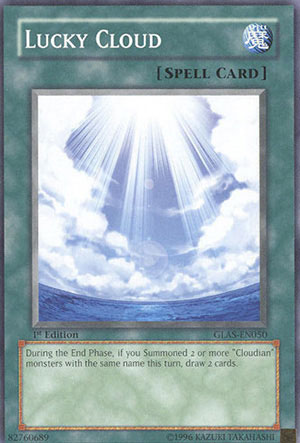 LUCKY CLOUD
魔
[SPELL CARD]
1st Edition
GLAS-EN050
During the End Phase, if you Summoned 2 or more "Cloudian"
monsters with the same name this turn, draw 2 cards.
82760689
©1996 KAZUKI TAKAHASHI